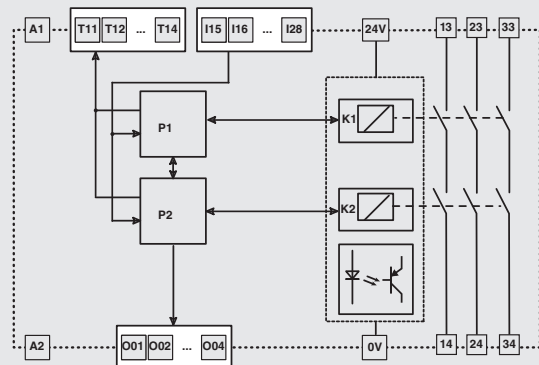 A1 T11 T12 ... T14 I15 I16 ... I28 24V 13 23 33
P1 K1
P2 K2
A2 O01 O02 ... O04 0V 14 24 34